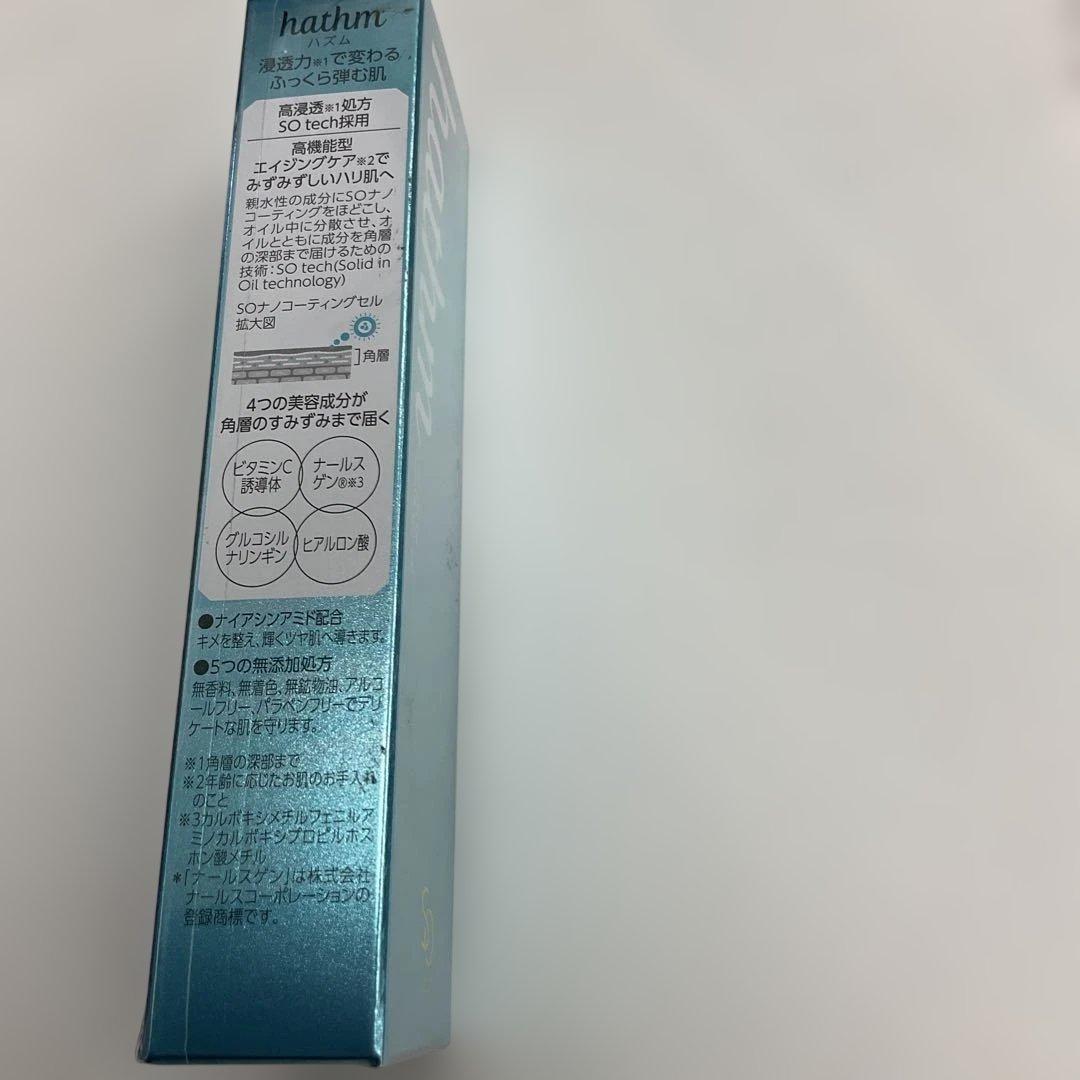 hathm
ハズム
浸透力※1で変わる
ふっくら弾む肌
高浸透※1処方
SO tech採用
高機能型
エイジングケア※2で
みずみずしいハリ肌へ
親水性の成分にSOナノ
コーティングをほどこし、
オイル中に分散させ、オ
イルとともに成分を角層
の深部まで届けるための
技術：SO tech(Solid in
Oil technology)
SOナノコーティングセル
拡大図
角層
4つの美容成分が
角層のすみずみまで届く
ビタミンC
誘導体
ナールス
ゲン®※3
グルコシル
ナリンギン
ヒアルロン酸
●ナイアシンアミド配合
キメを整え、輝くツヤ肌へ導きます。
●5つの無添加処方
無香料、無着色、無鉱物油、アルコ
ールフリー、パラベンフリーでデリ
ケートな肌を守ります。
※1角層の深部まで
※2年齢に応じたお肌のお手入れ
のこと
※3カルボキシメチルフェニルア
ミノカルボキシプロピルホス
ホン酸メチル
*「ナールスゲン」は株式会社
ナールスコーポレーションの
登録商標です。
hathm